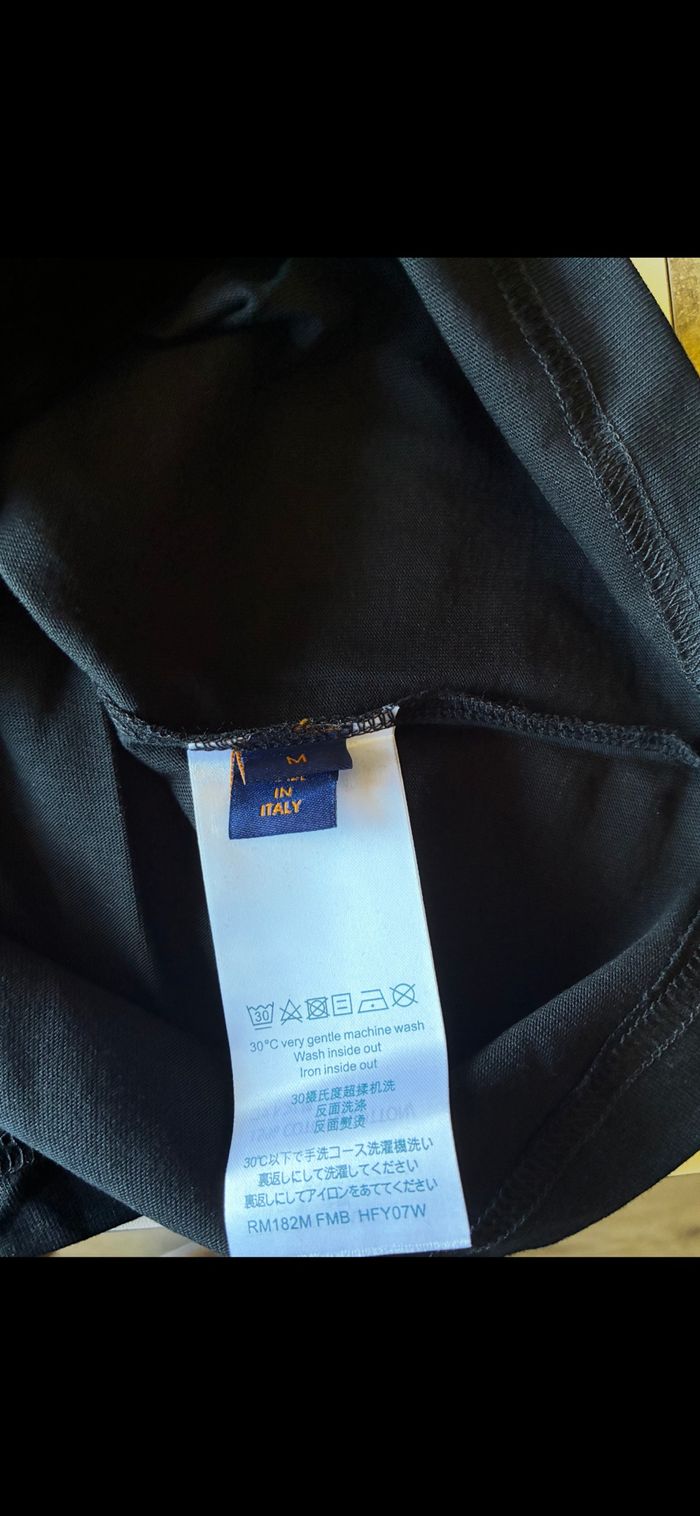 M
IN
ITALY
30
30°C very gentle machine wash
Wash inside out
Iron inside out
30摄氏度超揉机洗
反面洗涤
反面熨烫
30℃以下で手洗コース洗濯機洗い
裏返しにして洗濯してください
裏返しにしてアイロンをあててください
RM182M FMB HFY07W